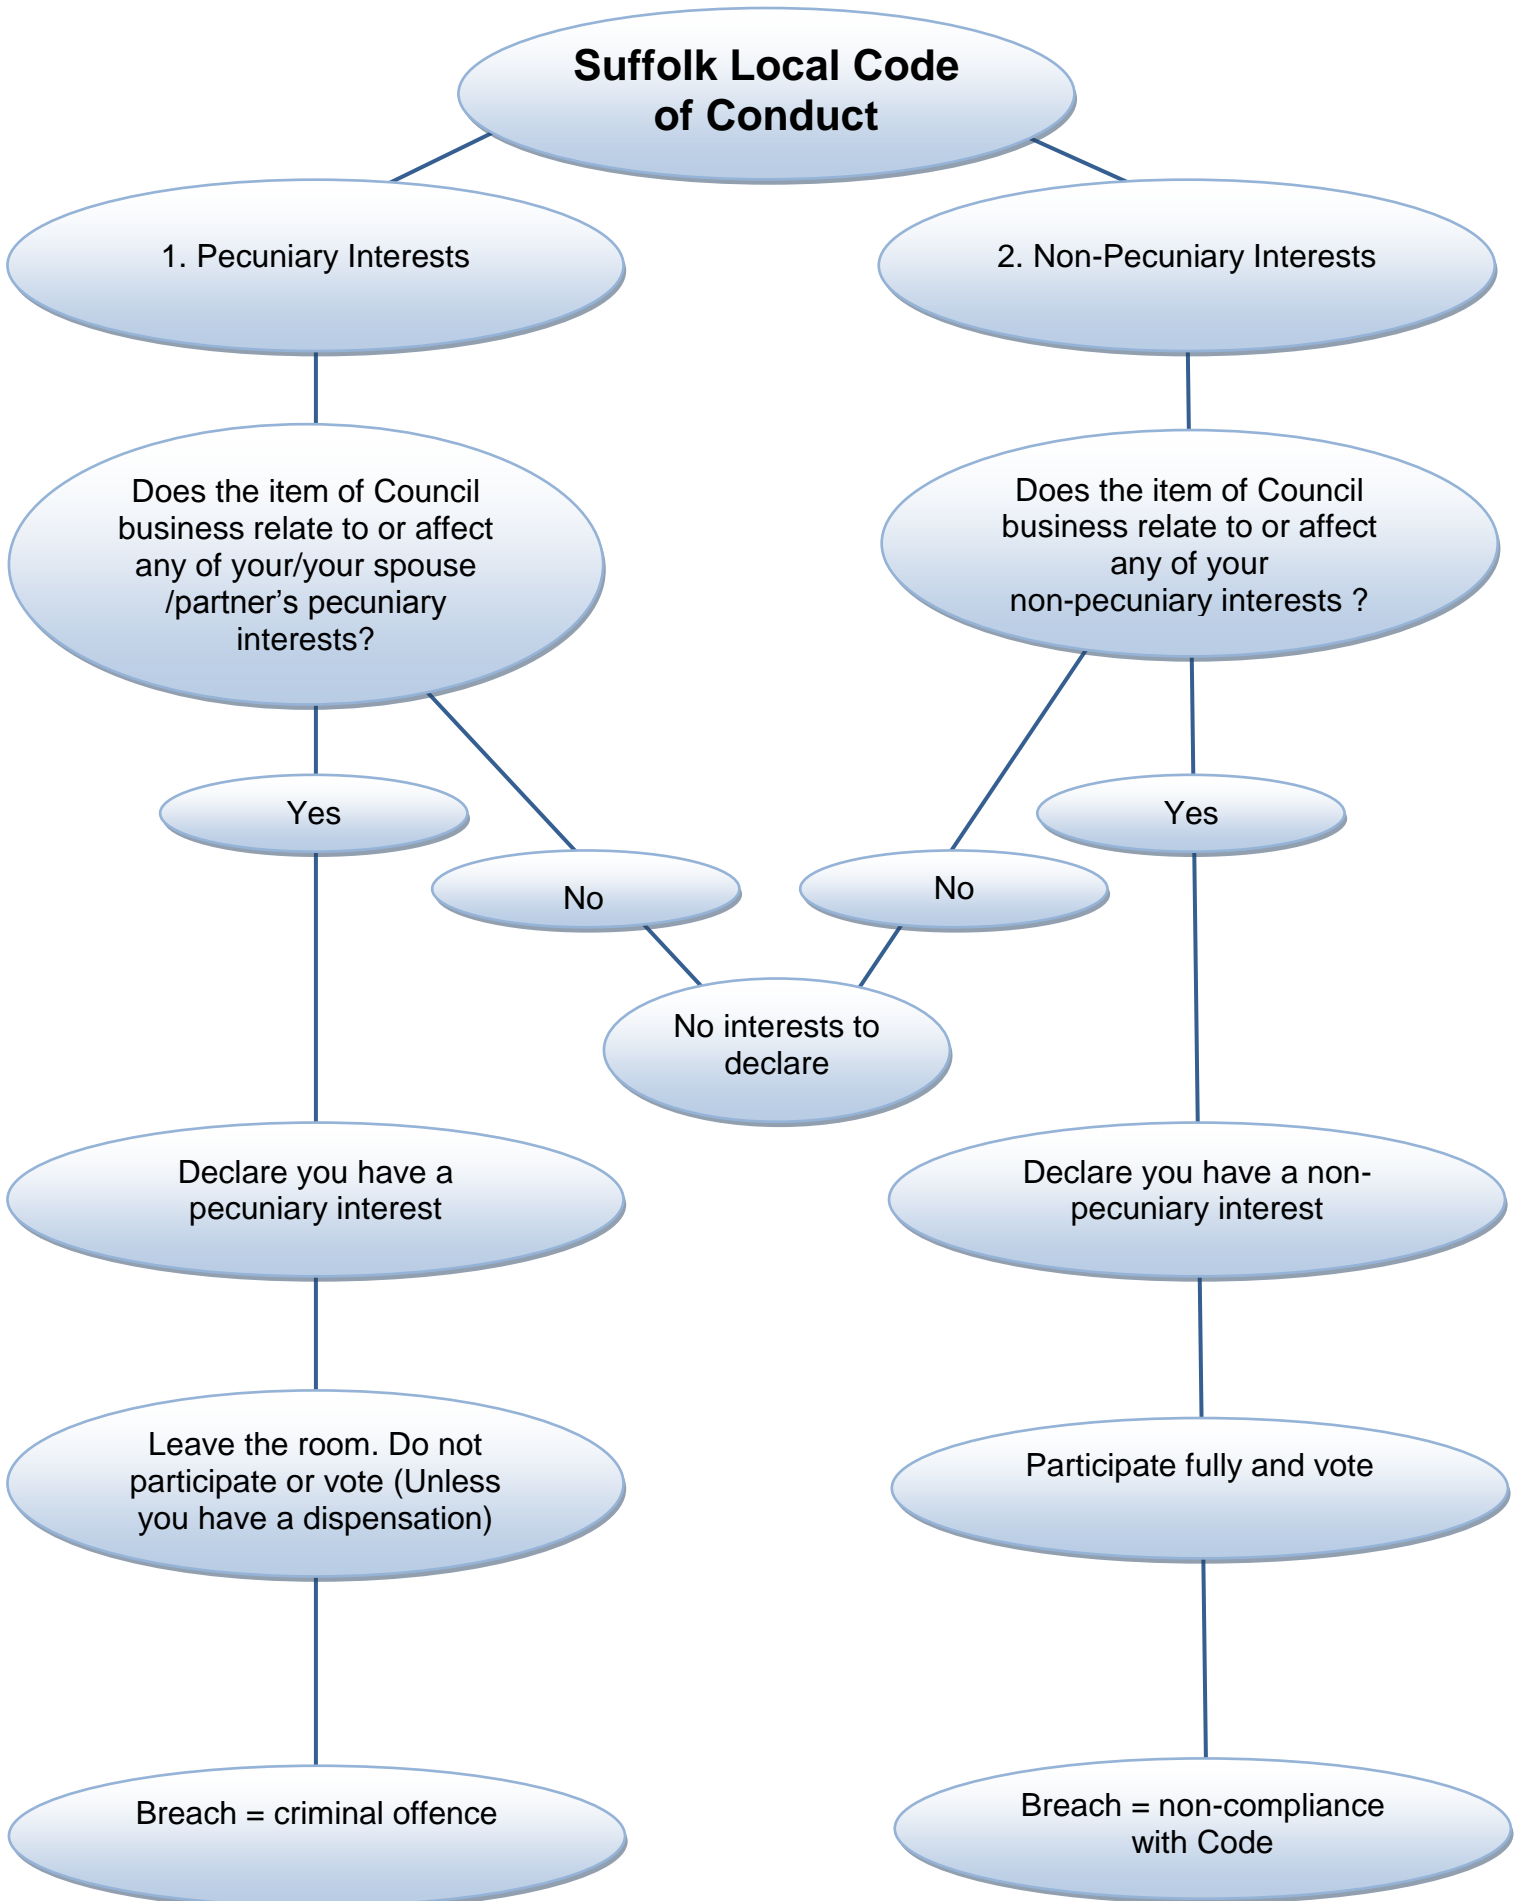 Suffolk Local Code
of Conduct
1. Pecuniary Interests
2. Non-Pecuniary Interests
Does the item of Council
business relate to or affect
any of your/your spouse
/partner’s pecuniary
interests?
Does the item of Council
business relate to or affect
any of your
non-pecuniary interests ?
Yes
Yes
No
No
No interests to
declare
Declare you have a
pecuniary interest
Declare you have a non-
pecuniary interest
Leave the room. Do not
participate or vote (Unless
you have a dispensation)
Participate fully and vote
Breach = criminal offence
Breach = non-compliance
with Code